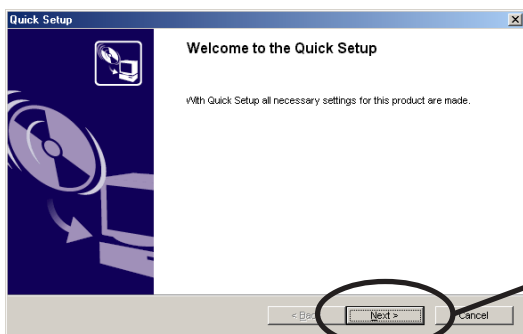 Quick Setup
Welcome to the Quick Setup
With Quick Setup all necessary settings for this product are made.
< Back Next > Cancel